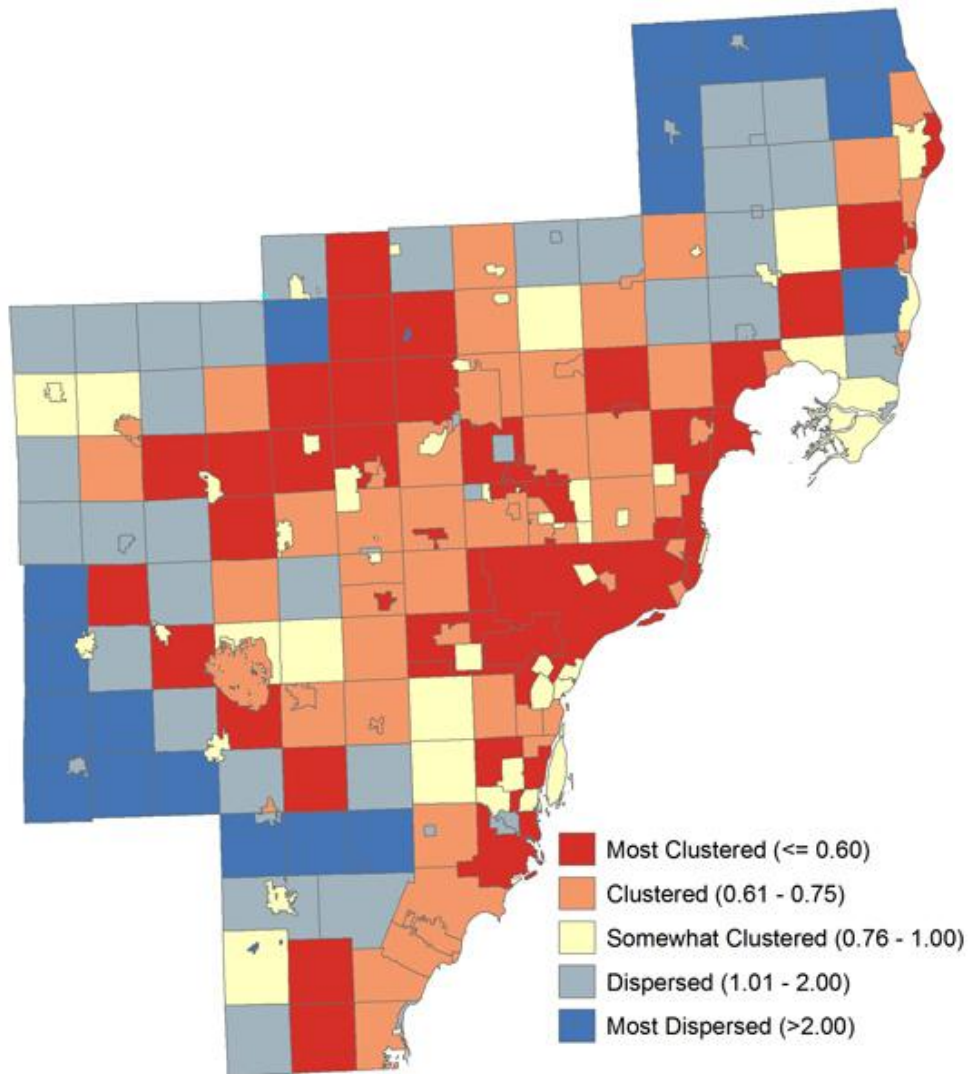 Most Clustered (<= 0.60)
Clustered (0.61 - 0.75)
Somewhat Clustered (0.76 - 1.00)
Dispersed (1.01 - 2.00)
Most Dispersed (>2.00)